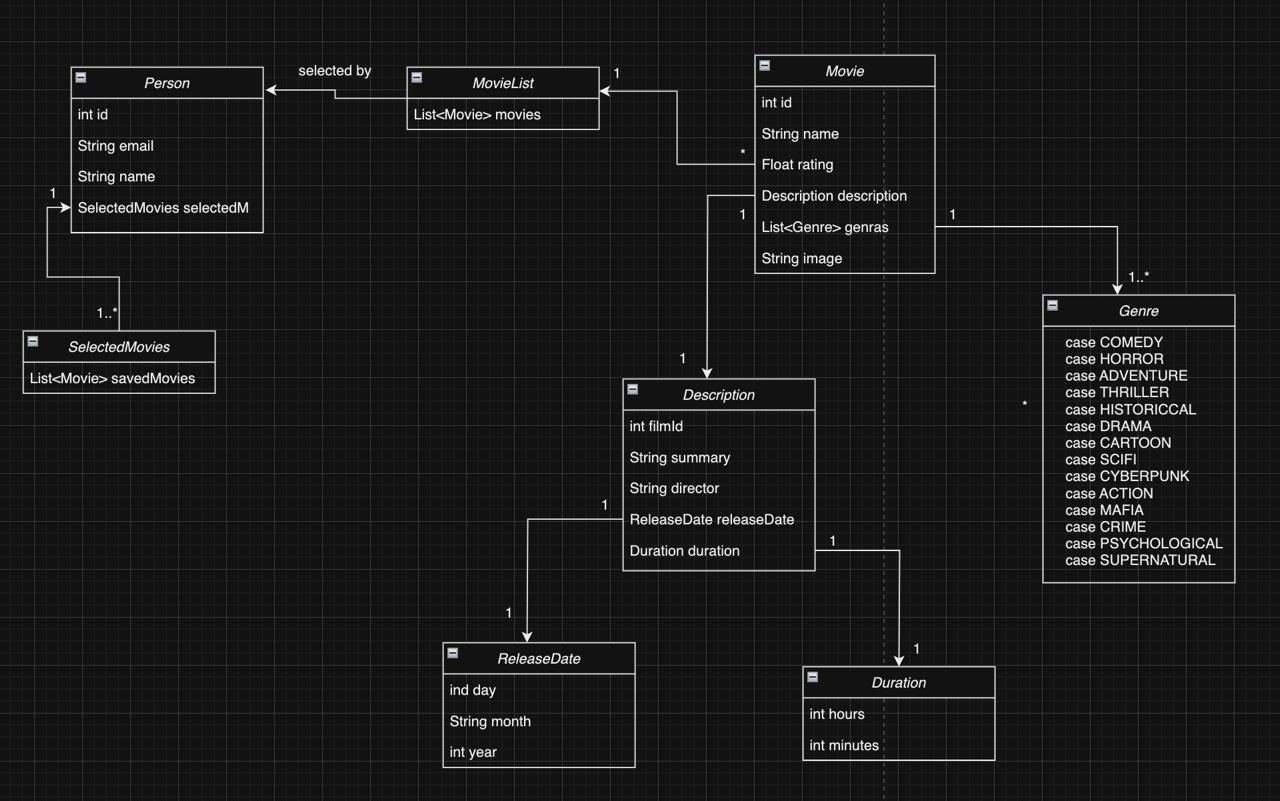 selected by
Person
int id
String email
String name
SelectedMovies selectedM
1
1..*
SelectedMovies
List<Movie> savedMovies
MovieList
List<Movie> movies
1
*
Movie
int id
String name
Float rating
Description description
List<Genre> genras
String image
1
1
1
1..*
Genre
case COMEDY
case HORROR
case ADVENTURE
case THRILLER
case HISTORICCAL
case DRAMA
case CARTOON
case SCIFI
case CYBERPUNK
case ACTION
case MAFIA
case CRIME
case PSYCHOLOGICAL
case SUPERNATURAL
*
Description
int filmId
String summary
String director
ReleaseDate releaseDate
Duration duration
1
1
1
1
ReleaseDate
ind day
String month
int year
Duration
int hours
int minutes